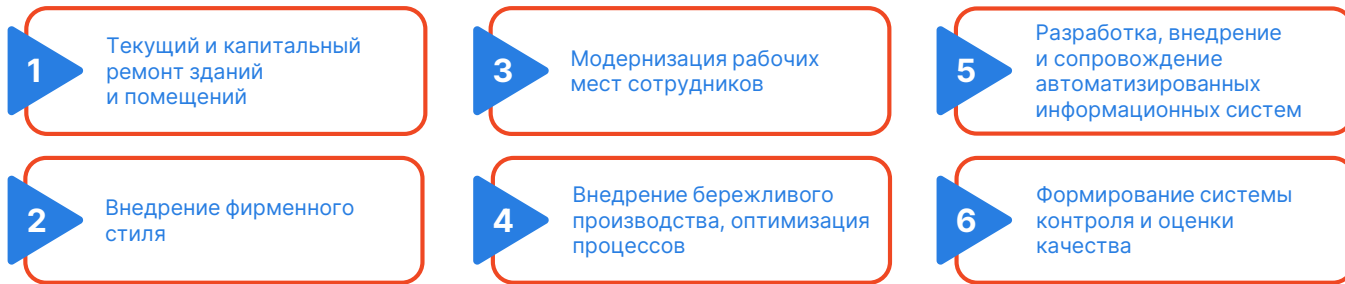 1
Текущий и капитальный
ремонт зданий
и помещений
2
Внедрение фирменного
стиля
3
Модернизация рабочих
мест сотрудников
4
Внедрение бережливого
производства, оптимизация
процессов
5
Разработка, внедрение
и сопровождение
автоматизированных
информационных систем
6
Формирование системы
контроля и оценки
качества